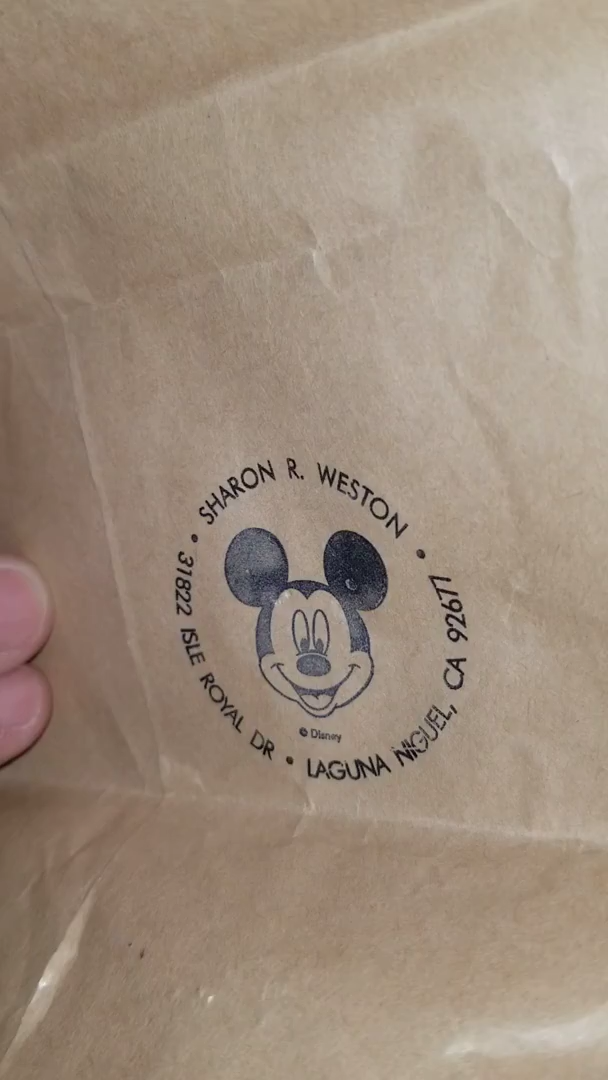 • SHARON R. WESTON •
31822 ISLE ROYAL DR • LAGUNA NIGUEL, CA 92677
© Disney